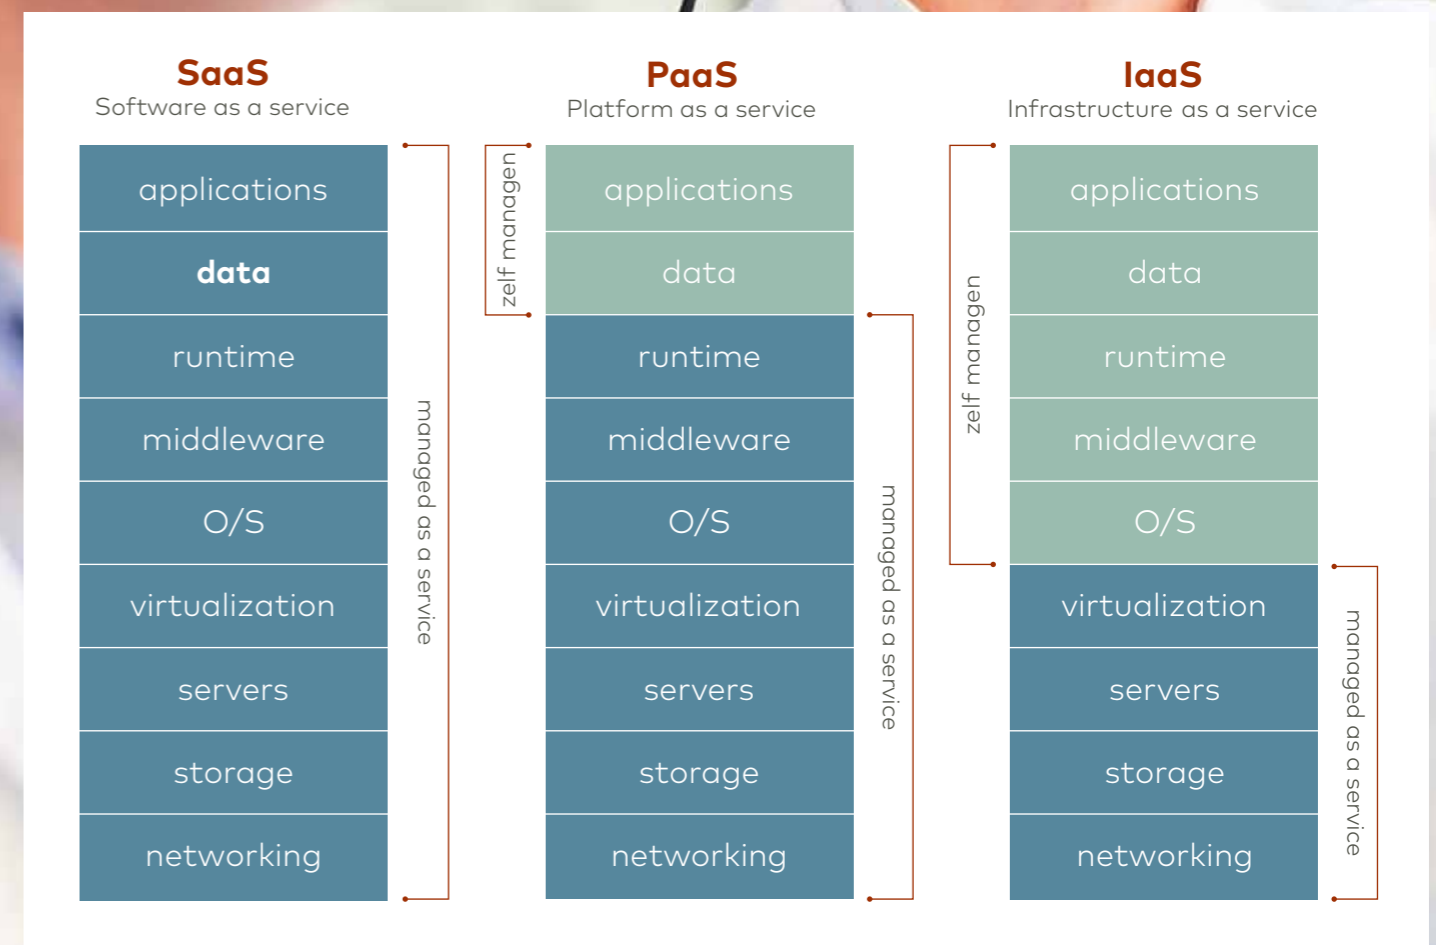 SaaS
Software as a service
applications
data
runtime
middleware
O/S
virtualization
servers
storage
networking
managed as a service
PaaS
Platform as a service
zelf managen
applications
data
runtime
middleware
O/S
virtualization
servers
storage
networking
managed as a service
IaaS
Infrastructure as a service
zelf managen
applications
data
runtime
middleware
O/S
virtualization
servers
storage
networking
managed as a service